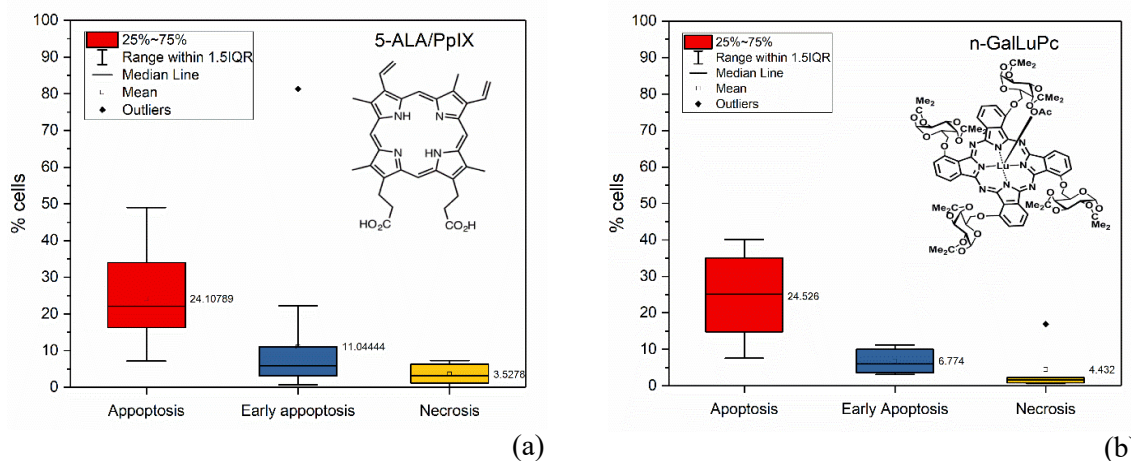 100
90
80
70
60
50
40
30
20
10
0
% cells
25%~75%
Range within 1.5IQR
Median Line
Mean
Outliers
5-ALA/PpIX
NH
N
N
HN
HO₂C
CO₂H
24.10789
11.04444
3.5278
Appoptosis
Early appoptosis
Necrosis
(a)
100
90
80
70
60
50
40
30
20
10
0
% cells
25%~75%
Range within 1.5IQR
Median Line
Mean
Outliers
n-GalLuPc
CMe₂
Me₂C
OAc
Lu
N
24.526
6.774
4.432
Apoptosis
Early Apoptosis
Necrosis
(b)